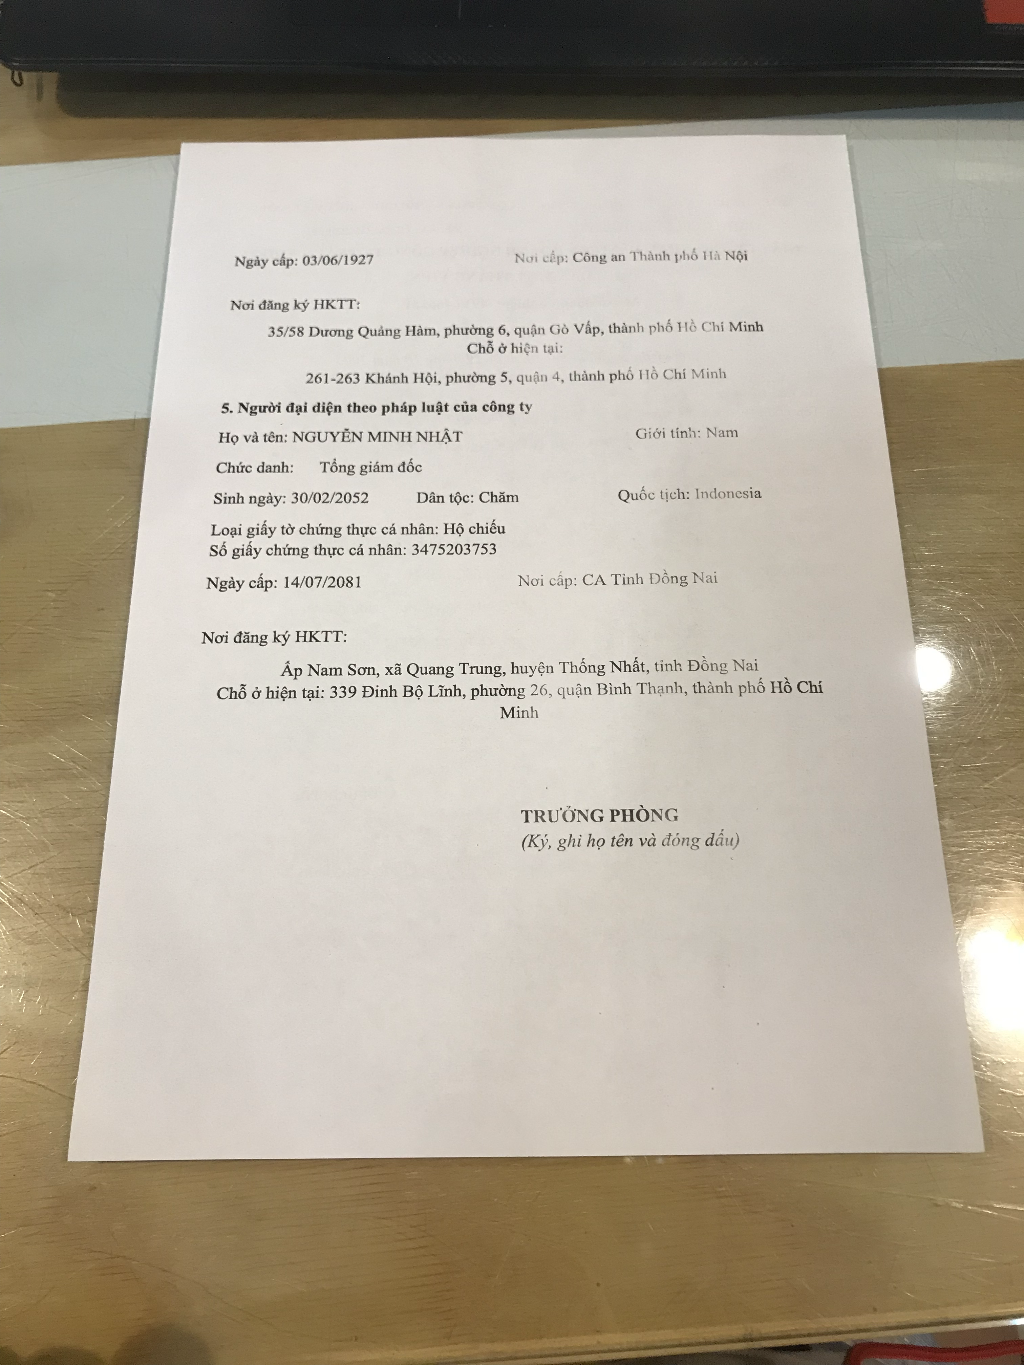 Ngày cấp: 03/06/1927 Nơi cấp: Công an Thành phố Hà Nội
Nơi đăng ký HKTT:
35/58 Dương Quảng Hàm, phường 6, quận Gò Vấp, thành phố Hồ Chí Minh
Chỗ ở hiện tại:
261-263 Khánh Hội, phường 5, quận 4, thành phố Hồ Chí Minh
5. Người đại diện theo pháp luật của công ty
Họ và tên: NGUYỄN MINH NHẬT Giới tính: Nam
Chức danh: Tổng giám đốc
Sinh ngày: 30/02/2052 Dân tộc: Chăm Quốc tịch: Indonesia
Loại giấy tờ chứng thực cá nhân: Hộ chiếu
Số giấy chứng thực cá nhân: 3475203753
Ngày cấp: 14/07/2081 Nơi cấp: CA Tỉnh Đồng Nai
Nơi đăng ký HKTT:
Ấp Nam Sơn, xã Quang Trung, huyện Thống Nhất, tỉnh Đồng Nai
Chỗ ở hiện tại: 339 Đinh Bộ Lĩnh, phường 26, quận Bình Thạnh, thành phố Hồ Chí
Minh
TRƯỞNG PHÒNG
(Ký, ghi họ tên và đóng dấu)